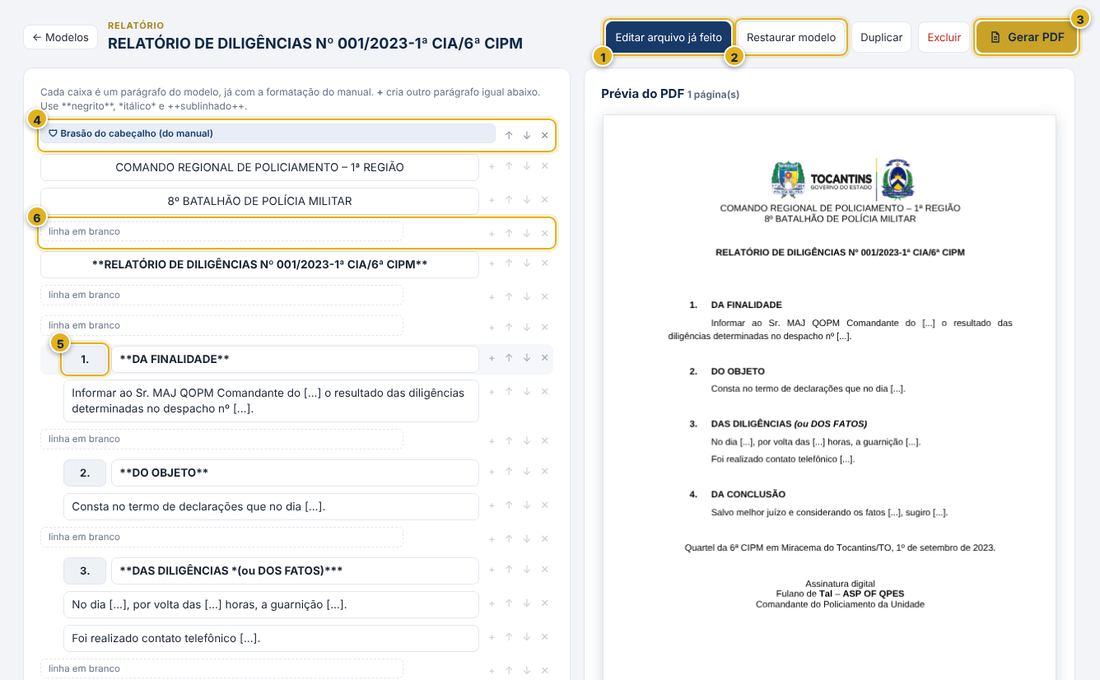 ← Modelos
RELATÓRIO
RELATÓRIO DE DILIGÊNCIAS Nº 001/2023-1ª CIA/6ª CIPM
Editar arquivo já feito
1
Restaurar modelo
2
Duplicar
Excluir
Gerar PDF
3
Cada caixa é um parágrafo do modelo, já com a formatação do manual. + cria outro parágrafo igual abaixo.
Use **negrito**, *itálico* e ++sublinhado++.
4
Brasão do cabeçalho (do manual) ↑ ↓ ×
COMANDO REGIONAL DE POLICIAMENTO – 1ª REGIÃO + ↑ ↓ ×
8º BATALHÃO DE POLÍCIA MILITAR + ↑ ↓ ×
6
linha em branco + ↑ ↓ ×
**RELATÓRIO DE DILIGÊNCIAS Nº 001/2023-1ª CIA/6ª CIPM** + ↑ ↓ ×
linha em branco + ↑ ↓ ×
linha em branco + ↑ ↓ ×
5
1. **DA FINALIDADE** + ↑ ↓ ×
Informar ao Sr. MAJ QOPM Comandante do [...] o resultado das diligências + ↑ ↓ ×
determinadas no despacho nº [...].
linha em branco + ↑ ↓ ×
2. **DO OBJETO** + ↑ ↓ ×
Consta no termo de declarações que no dia [...]. + ↑ ↓ ×
linha em branco + ↑ ↓ ×
3. **DAS DILIGÊNCIAS *(ou DOS FATOS)*** + ↑ ↓ ×
No dia [...], por volta das [...] horas, a guarnição [...]. + ↑ ↓ ×
Foi realizado contato telefônico [...]. + ↑ ↓ ×
linha em branco + ↑ ↓ ×
Prévia do PDF 1 página(s)
TOCANTINS
GOVERNO DO ESTADO
COMANDO REGIONAL DE POLICIAMENTO – 1ª REGIÃO
8º BATALHÃO DE POLÍCIA MILITAR
RELATÓRIO DE DILIGÊNCIAS Nº 001/2023-1ª CIA/6ª CIPM
1. DA FINALIDADE
Informar ao Sr. MAJ QOPM Comandante do [...] o resultado das
diligências determinadas no despacho nº [...].
2. DO OBJETO
Consta no termo de declarações que no dia [...].
3. DAS DILIGÊNCIAS (ou DOS FATOS)
No dia [...], por volta das [...] horas, a guarnição [...].
Foi realizado contato telefônico [...].
4. DA CONCLUSÃO
Salvo melhor juízo e considerando os fatos [...], sugiro [...].
Quartel da 6ª CIPM em Miracema do Tocantins/TO, 1º de setembro de 2023.
Assinatura digital
Fulano de Tal – ASP OF QPES
Comandante do Policiamento da Unidade